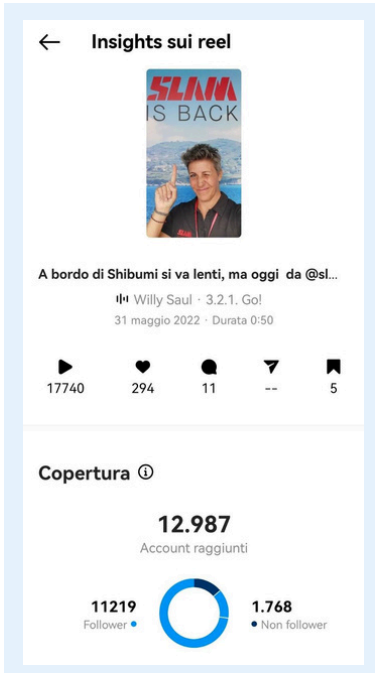 Insights sui reel
SLAM
IS BACK
A bordo di Shibumi si va lenti, ma oggi da @sl...
Willy Saul · 3.2.1. Go!
31 maggio 2022 · Durata 0:50
17740 294 11 -- 5
Copertura
12.987
Account raggiunti
11219 1.768
Follower Non follower